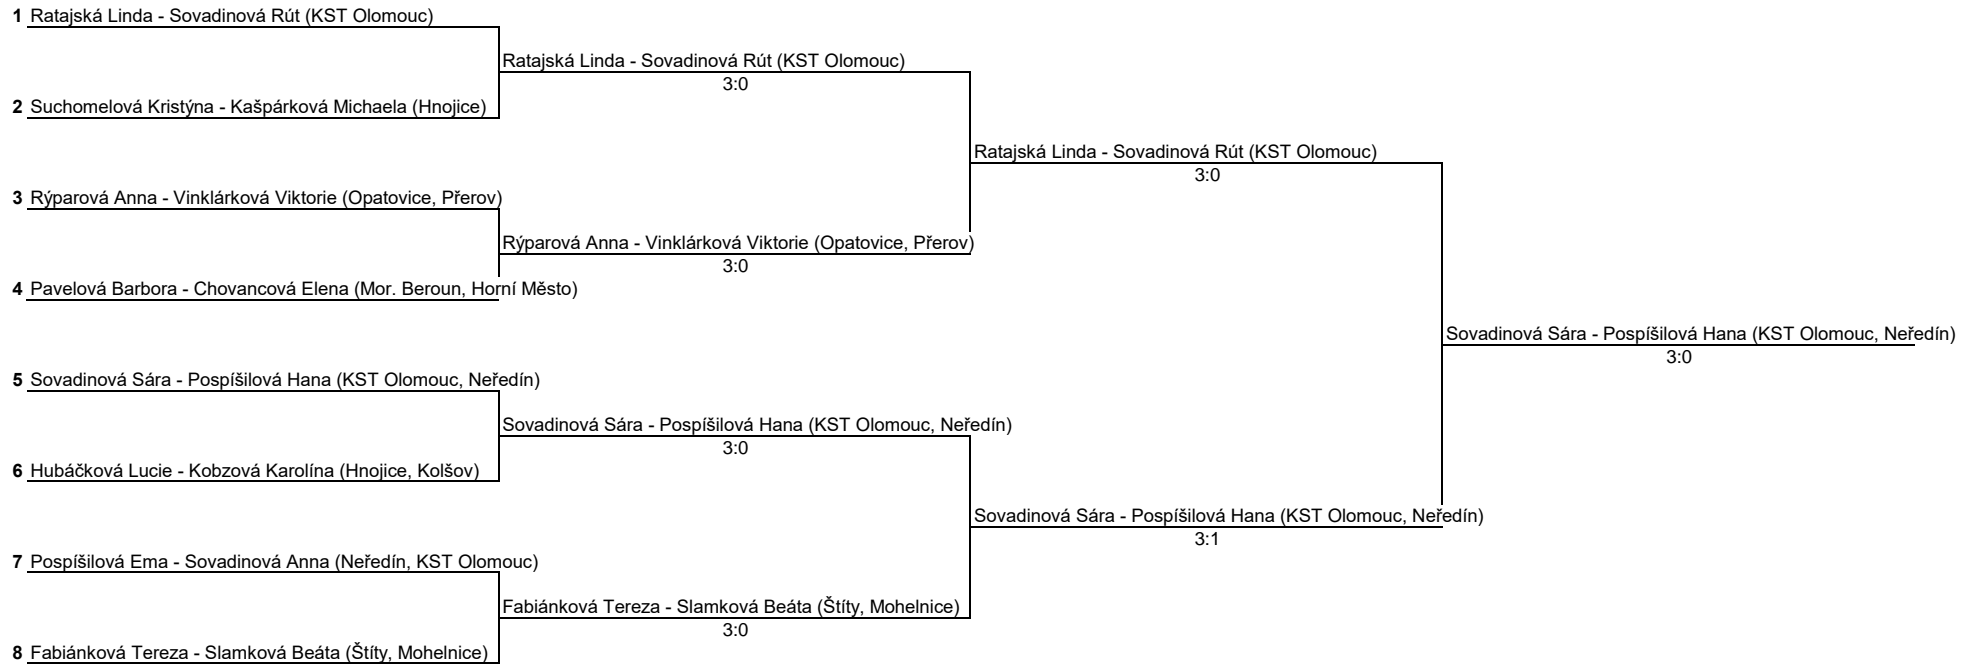 1 Ratajská Linda - Sovadinová Rút (KST Olomouc)
Ratajská Linda - Sovadinová Rút (KST Olomouc)
3:0
2 Suchomelová Kristýna - Kašpárková Michaela (Hnojice)
Ratajská Linda - Sovadinová Rút (KST Olomouc)
3:0
3 Rýparová Anna - Vinklárková Viktorie (Opatovice, Přerov)
Rýparová Anna - Vinklárková Viktorie (Opatovice, Přerov)
3:0
4 Pavelová Barbora - Chovancová Elena (Mor. Beroun, Horní Město)
Sovadinová Sára - Pospíšilová Hana (KST Olomouc, Neředín)
3:0
5 Sovadinová Sára - Pospíšilová Hana (KST Olomouc, Neředín)
Sovadinová Sára - Pospíšilová Hana (KST Olomouc, Neředín)
3:0
6 Hubáčková Lucie - Kobzová Karolína (Hnojice, Kolšov)
Sovadinová Sára - Pospíšilová Hana (KST Olomouc, Neředín)
3:1
7 Pospíšilová Ema - Sovadinová Anna (Neředín, KST Olomouc)
Fabiánková Tereza - Slamková Beáta (Štíty, Mohelnice)
3:0
8 Fabiánková Tereza - Slamková Beáta (Štíty, Mohelnice)